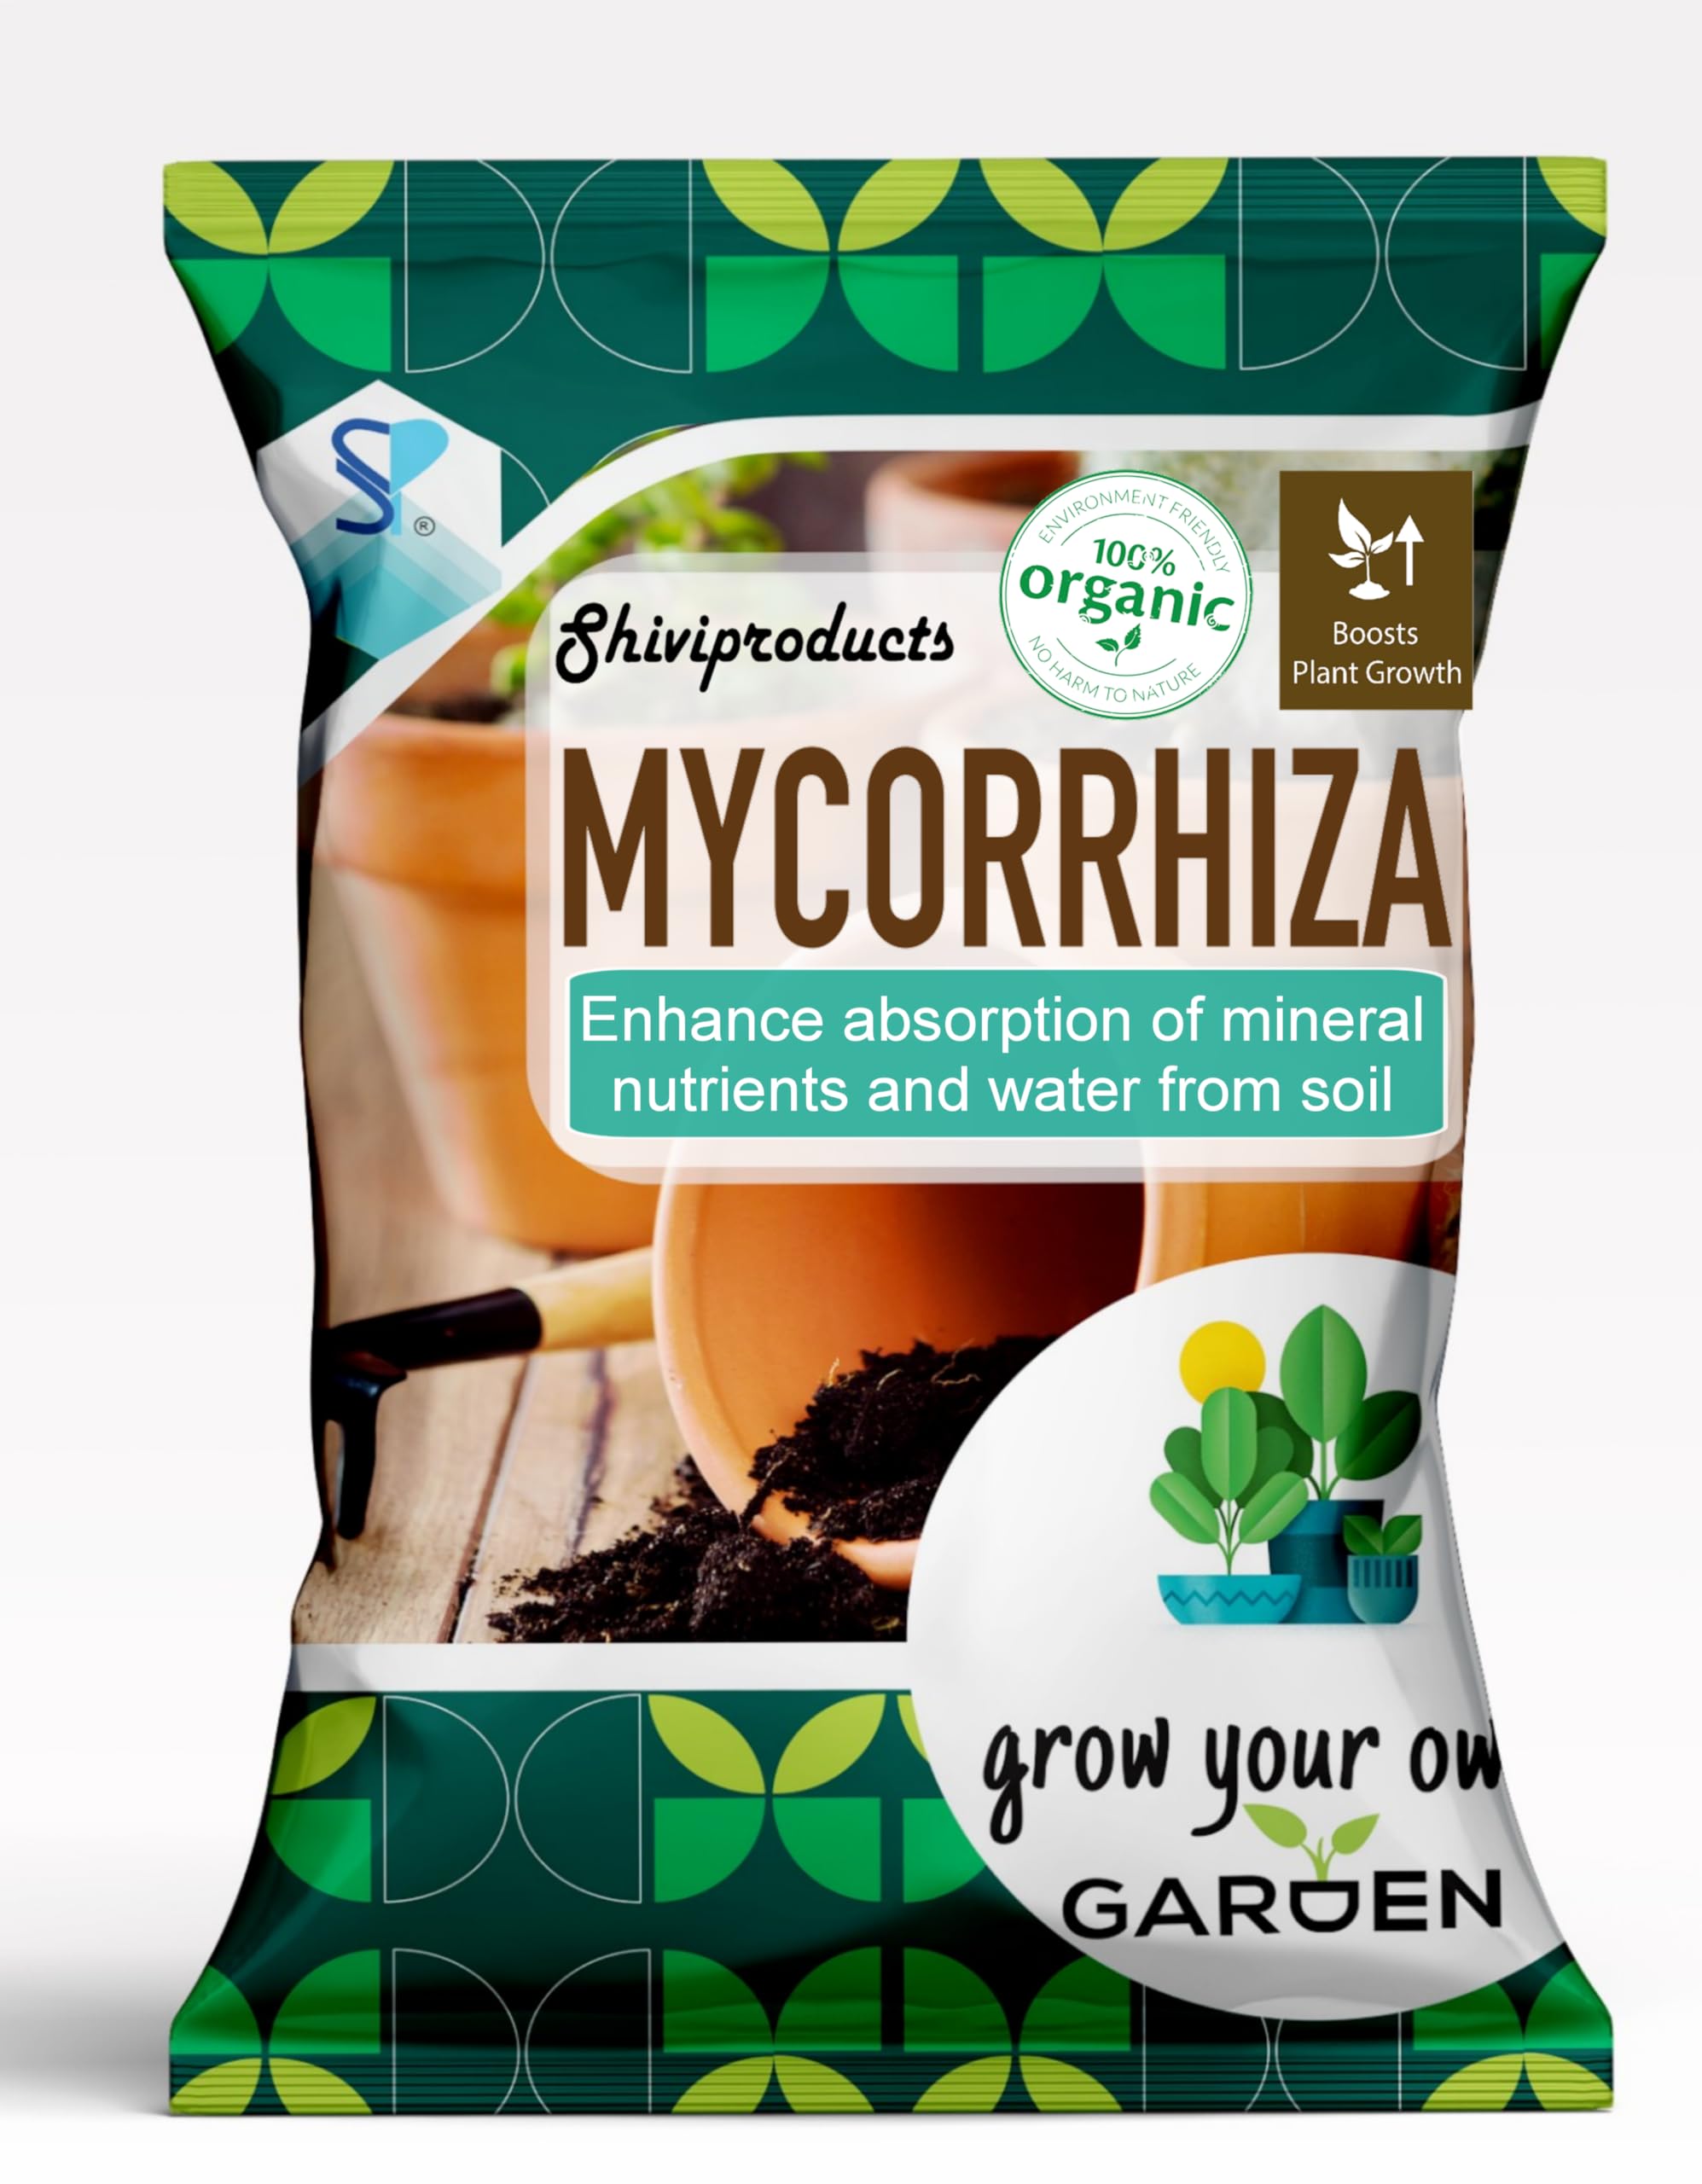 SP ®
Shiviproducts
ENVIRONMENT FRIENDLY
100%
organic
NO HARM TO NATURE
Boosts
Plant Growth
MYCORRHIZA
Enhance absorption of mineral
nutrients and water from soil
grow your ow
GARDEN